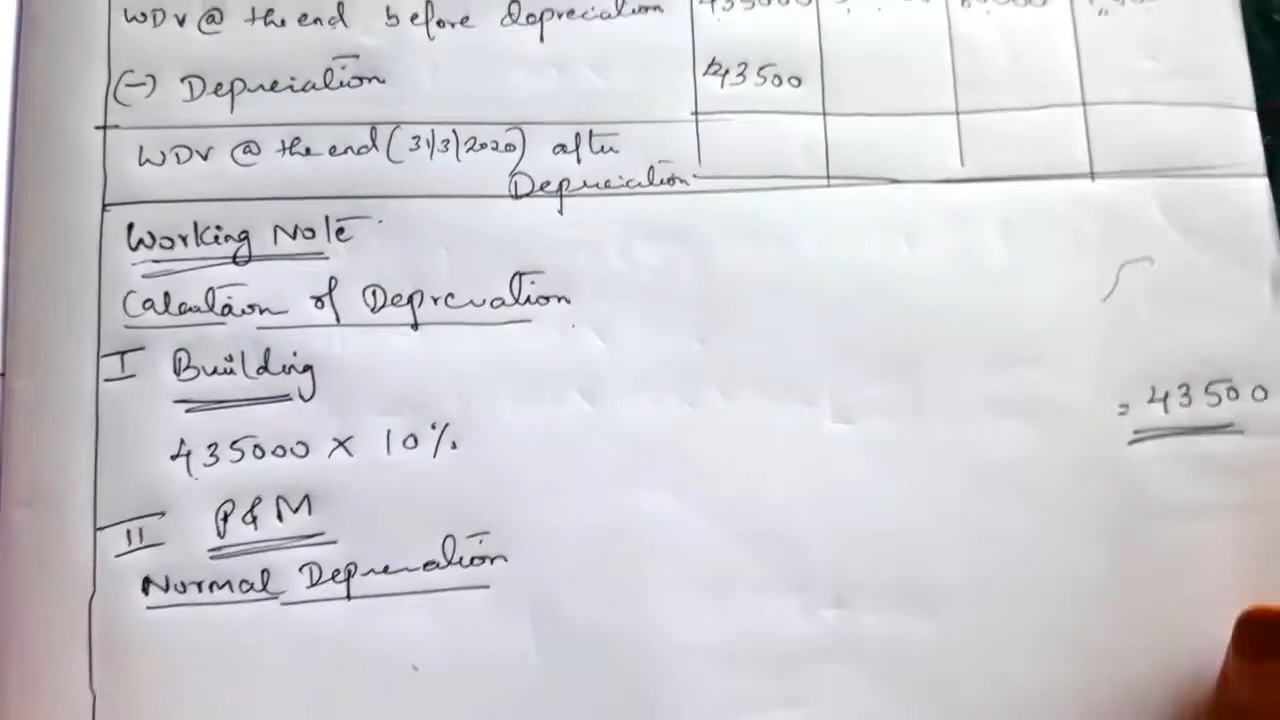 WDV @ the end before depreciation 435000
(-) Depreciation 43500
WDV @ the end (31/3/2020) after
Depreciation
Working Note
Calculation of Depreciation
I Building
435000 x 10% = 43500
II P&M
Normal Depreciation